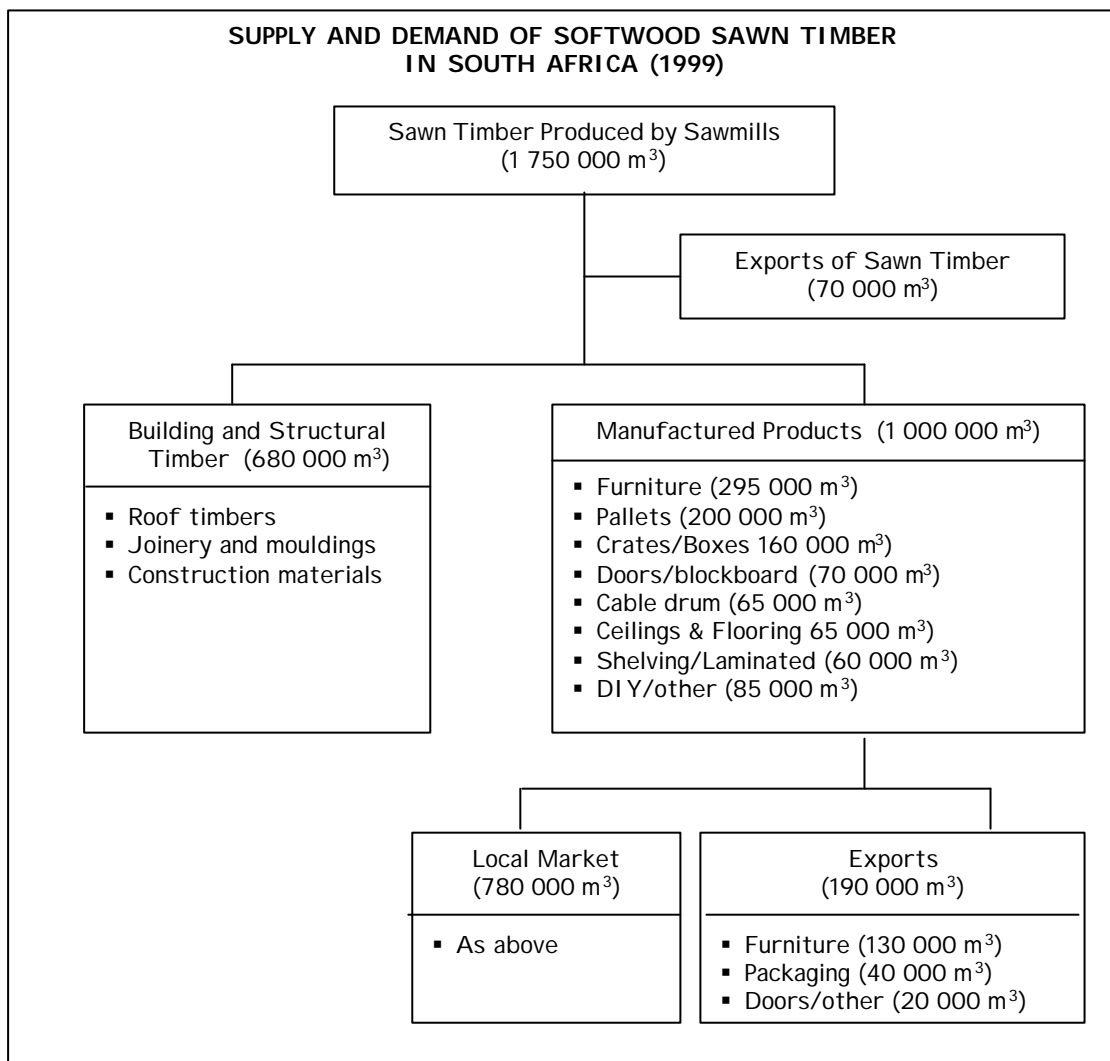 SUPPLY AND DEMAND OF SOFTWOOD SAWN TIMBER
IN SOUTH AFRICA (1999)
Sawn Timber Produced by Sawmills
(1 750 000 m³)
Exports of Sawn Timber
(70 000 m³)
Building and Structural
Timber (680 000 m³)
▪ Roof timbers
▪ Joinery and mouldings
▪ Construction materials
Manufactured Products (1 000 000 m³)
▪ Furniture (295 000 m³)
▪ Pallets (200 000 m³)
▪ Crates/Boxes 160 000 m³)
▪ Doors/blockboard (70 000 m³)
▪ Cable drum (65 000 m³)
▪ Ceilings & Flooring 65 000 m³)
▪ Shelving/Laminated (60 000 m³)
▪ DIY/other (85 000 m³)
Local Market
(780 000 m³)
▪ As above
Exports
(190 000 m³)
▪ Furniture (130 000 m³)
▪ Packaging (40 000 m³)
▪ Doors/other (20 000 m³)